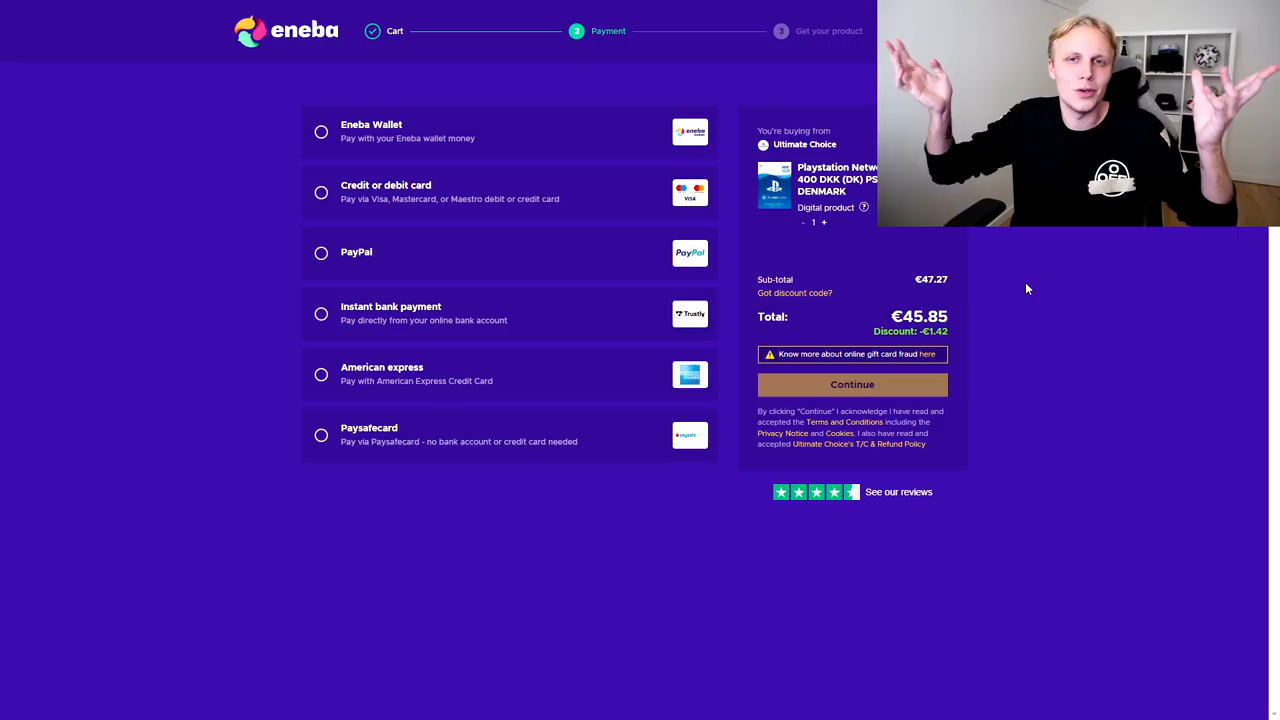 eneba
Cart
2
Payment
3
Get your product
Eneba Wallet
Pay with your Eneba wallet money
Credit or debit card
Pay via Visa, Mastercard, or Maestro debit or credit card
VISA
PayPal
PayPal
Instant bank payment
Pay directly from your online bank account
Trustly
American express
Pay with American Express Credit Card
Paysafecard
Pay via Paysafecard - no bank account or credit card needed
You're buying from
Ultimate Choice
Playstation Netw
400 DKK (DK) PS
DENMARK
Digital product ?
- 1 +
Sub-total €47.27
Got discount code?
Total: €45.85
Discount: -€1.42
Know more about online gift card fraud here
Continue
By clicking "Continue" I acknowledge I have read and
accepted the Terms and Conditions including the
Privacy Notice and Cookies. I also have read and
accepted Ultimate Choice's T/C & Refund Policy
See our reviews